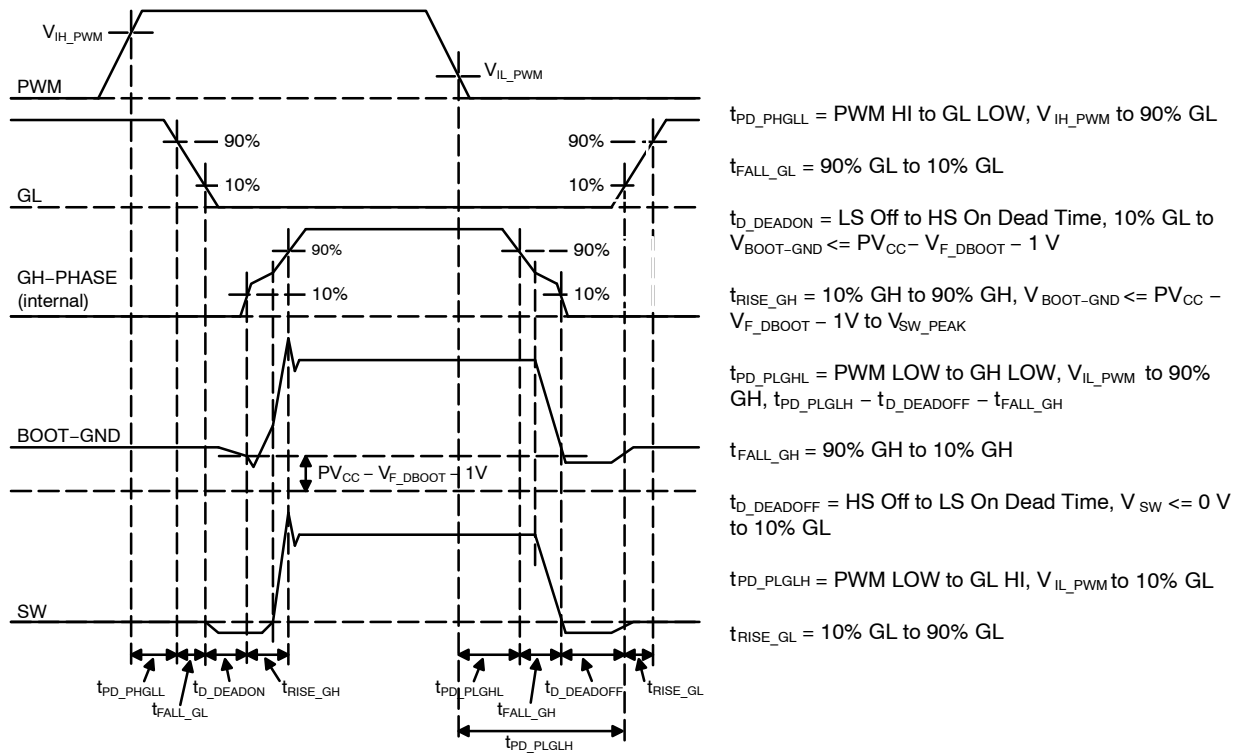 V_IH_PWM
V_IL_PWM
PWM
90%
90%
10%
10%
GL
90%
90%
GH−PHASE
(internal)
10%
10%
BOOT−GND
PV_CC − V_F_DBOOT − 1V
SW
t_PD_PHGLL
t_D_DEADON
t_RISE_GH
t_PD_PLGHL
t_D_DEADOFF
t_RISE_GL
t_FALL_GL
t_FALL_GH
t_PD_PLGLH
t_PD_PHGLL = PWM HI to GL LOW, V_IH_PWM to 90% GL
t_FALL_GL = 90% GL to 10% GL
t_D_DEADON = LS Off to HS On Dead Time, 10% GL to
V_BOOT−GND <= PV_CC − V_F_DBOOT − 1 V
t_RISE_GH = 10% GH to 90% GH, V_BOOT−GND <= PV_CC −
V_F_DBOOT − 1V to V_SW_PEAK
t_PD_PLGHL = PWM LOW to GH LOW, V_IL_PWM to 90%
GH, t_PD_PLGLH − t_D_DEADOFF − t_FALL_GH
t_FALL_GH = 90% GH to 10% GH
t_D_DEADOFF = HS Off to LS On Dead Time, V_SW <= 0 V
to 10% GL
t_PD_PLGLH = PWM LOW to GL HI, V_IL_PWM to 10% GL
t_RISE_GL = 10% GL to 90% GL